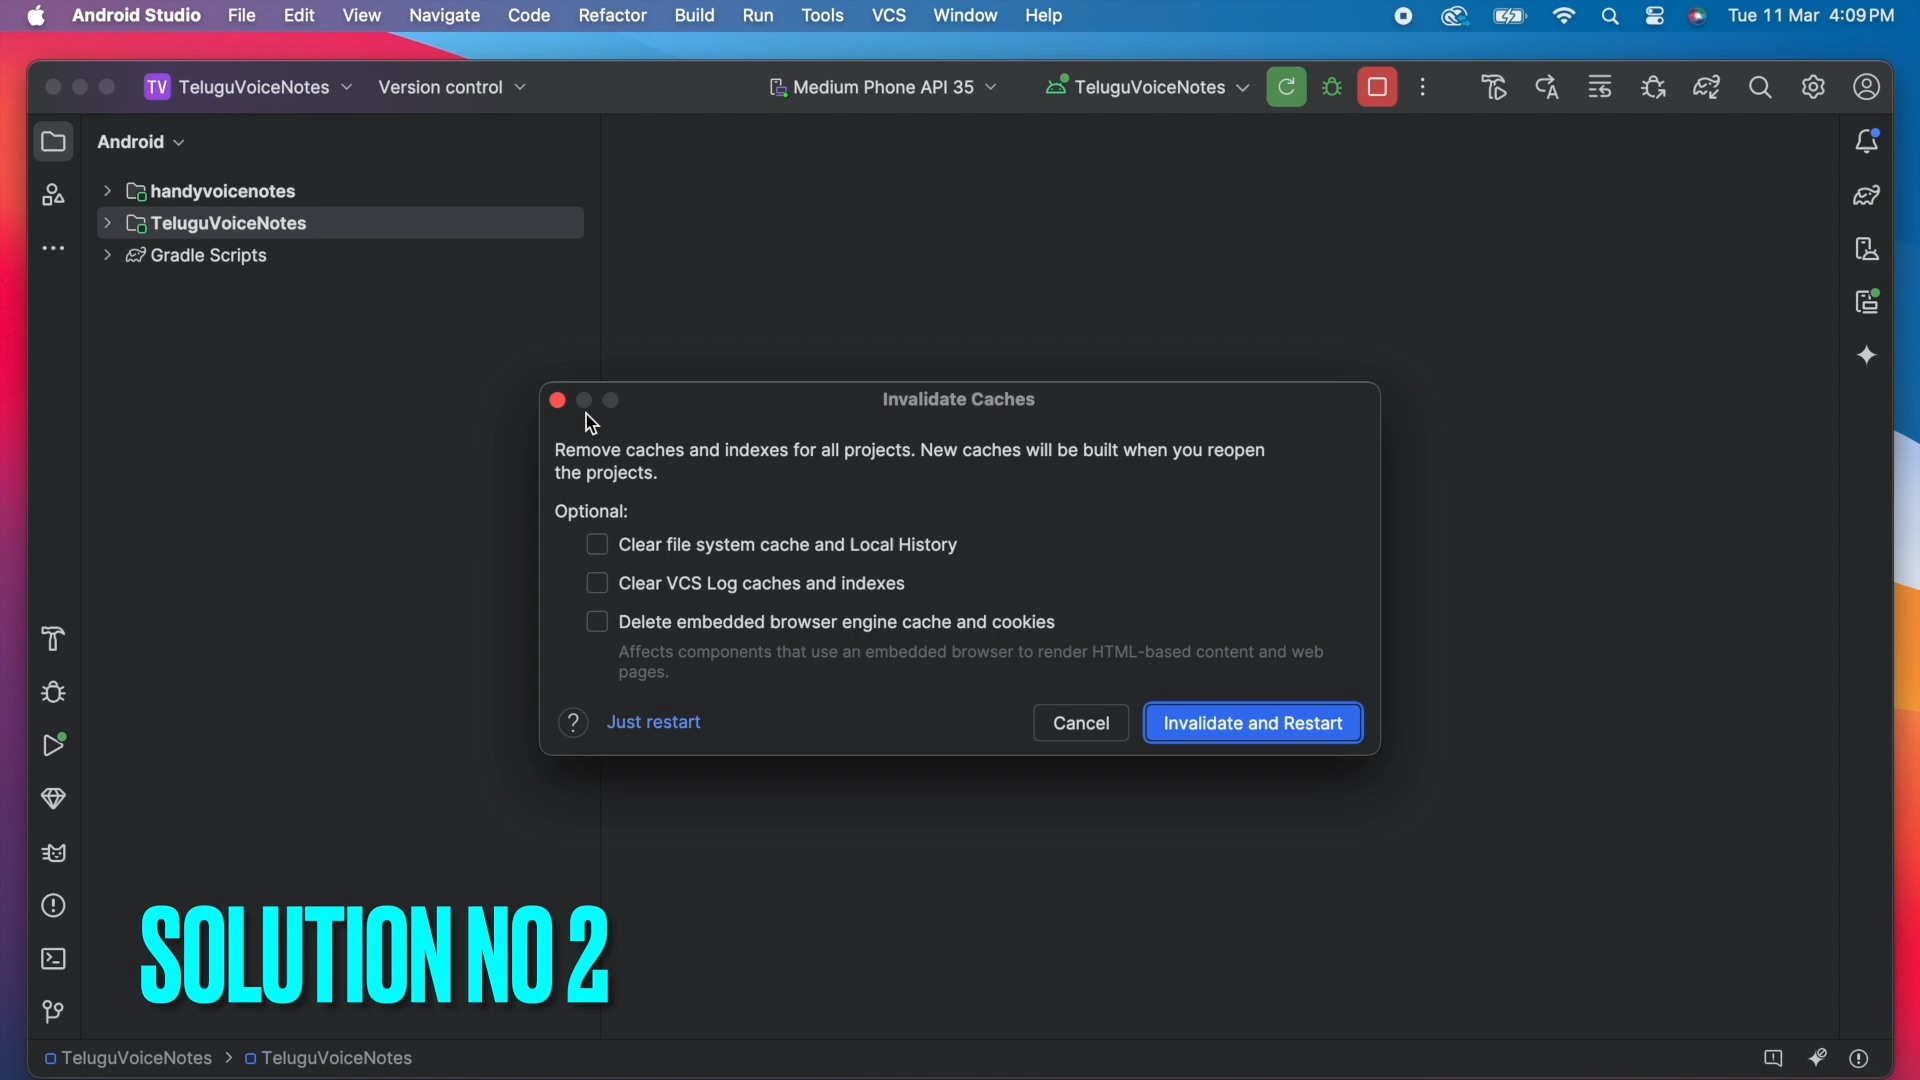 Android Studio File Edit View Navigate Code Refactor Build Run Tools VCS Window Help Tue 11 Mar 4:09 PM
TV TeluguVoiceNotes Version control Medium Phone API 35 TeluguVoiceNotes
Android
handyvoicenotes
TeluguVoiceNotes
Gradle Scripts
Invalidate Caches
Remove caches and indexes for all projects. New caches will be built when you reopen
the projects.
Optional:
Clear file system cache and Local History
Clear VCS Log caches and indexes
Delete embedded browser engine cache and cookies
Affects components that use an embedded browser to render HTML-based content and web
pages.
? Just restart Cancel Invalidate and Restart
SOLUTION NO 2
TeluguVoiceNotes > TeluguVoiceNotes